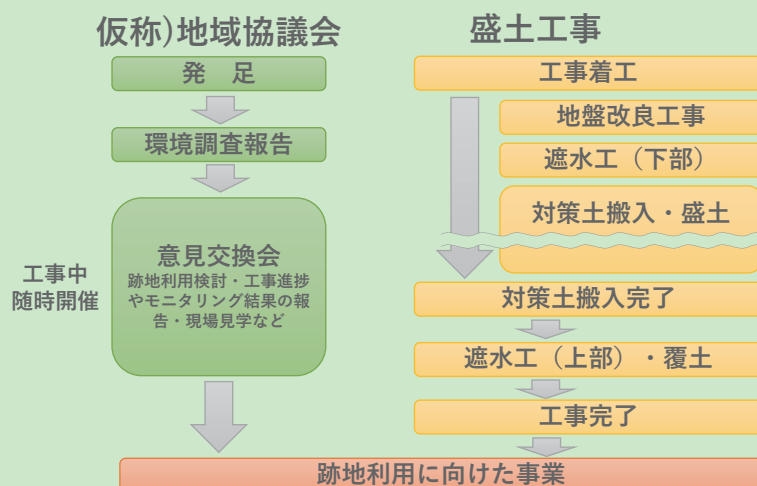 仮称)地域協議会
発　足
環境調査報告
工事中
随時開催
意見交換会
跡地利用検討・工事進捗
やモニタリング結果の報
告・現場見学など
盛土工事
工事着工
地盤改良工事
遮水工（下部）
対策土搬入・盛土
対策土搬入完了
遮水工（上部）・覆土
工事完了
跡地利用に向けた事業